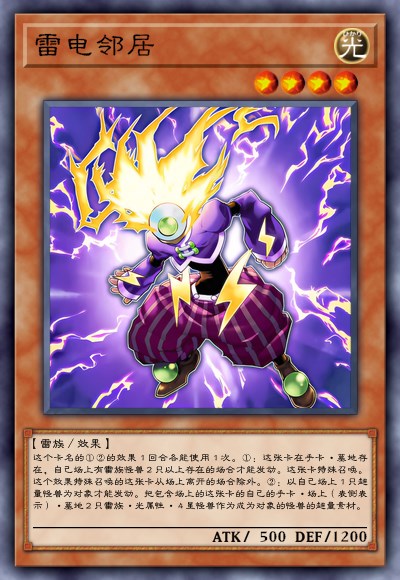 雷电邻居
光
【雷族／效果】
这个卡名的①②的效果1回合各能使用1次。①：这张卡在手卡・墓地存
在，自己场上有雷族怪兽2只以上存在的场合才能发动。这张卡特殊召唤。
这个效果特殊召唤的这张卡从场上离开的场合除外。②：以自己场上1只超
量怪兽为对象才能发动。把包含场上的这张卡的自己的手卡・场上（表侧表
示）・墓地2只雷族・光属性・4星怪兽作为成为对象的怪兽的超量素材。
ATK/ 500 DEF/1200